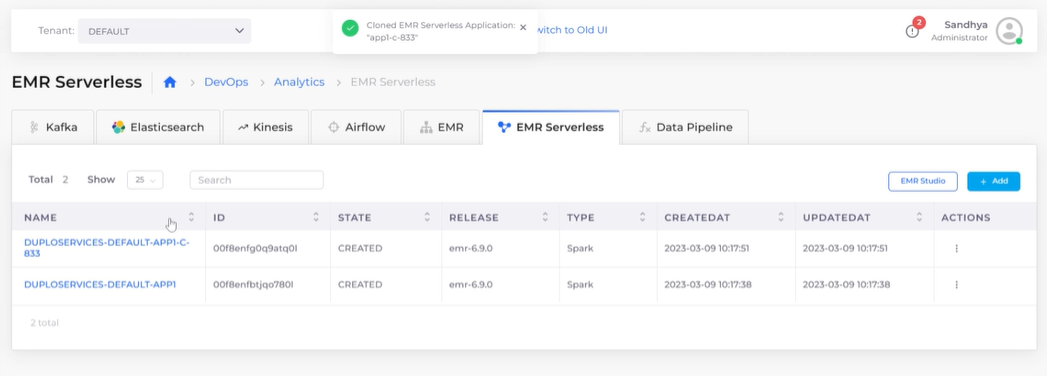 Tenant: DEFAULT
Cloned EMR Serverless Application:
"app1-c-833"
witch to Old UI
2
Sandhya
Administrator
EMR Serverless
DevOps > Analytics > EMR Serverless
Kafka Elasticsearch Kinesis Airflow EMR EMR Serverless Data Pipeline
Total 2 Show 25 Search EMR Studio + Add
NAME ID STATE RELEASE TYPE CREATEDAT UPDATEDAT ACTIONS
DUPLOSERVICES-DEFAULT-APP1-C-
833
00f8enfg0q9atq0l CREATED emr-6.9.0 Spark 2023-03-09 10:17:51 2023-03-09 10:17:51
DUPLOSERVICES-DEFAULT-APP1 00f8enfbtjqo780l CREATED emr-6.9.0 Spark 2023-03-09 10:17:38 2023-03-09 10:17:38
2 total